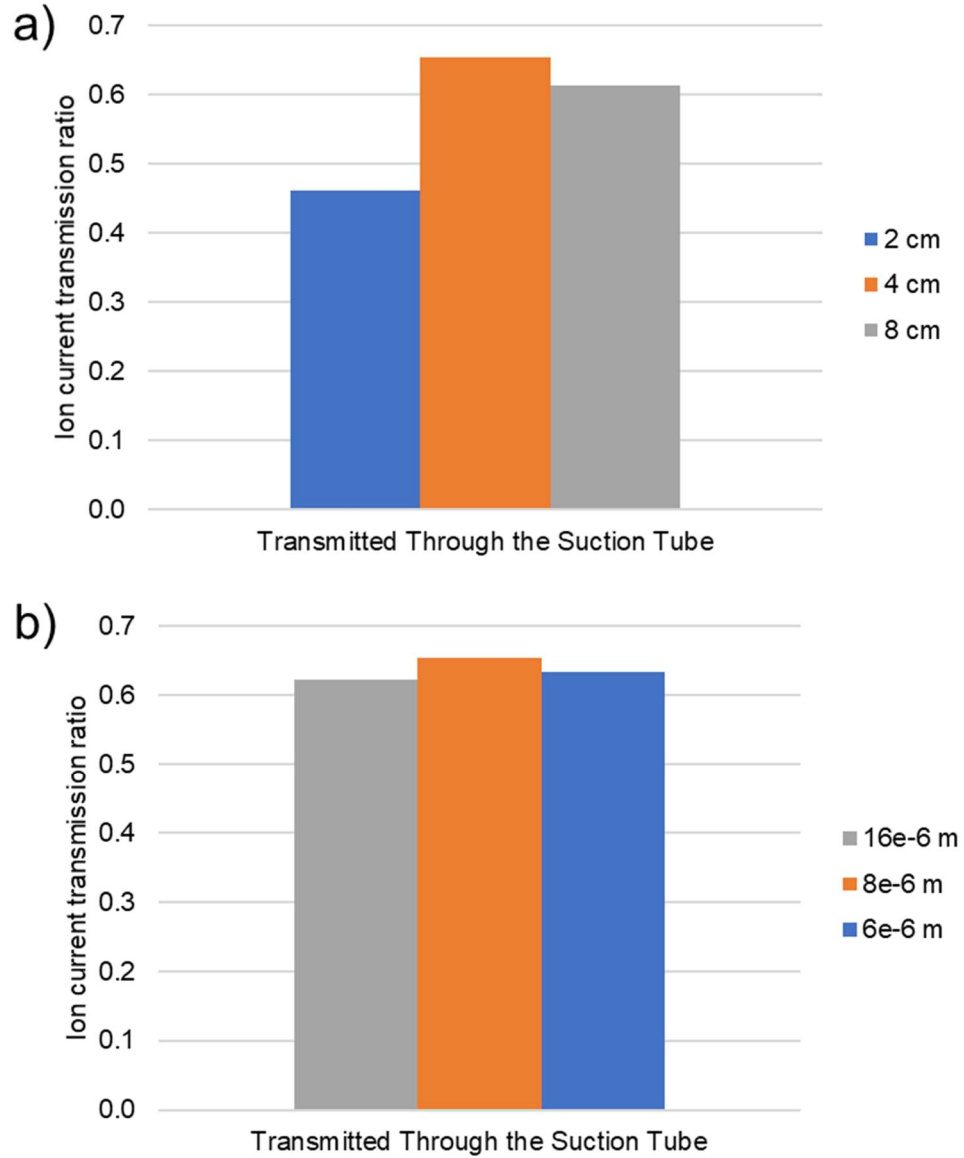 a)
Ion current transmission ratio
0.7
0.6
0.5
0.4
0.3
0.2
0.1
0.0
Transmitted Through the Suction Tube
2 cm
4 cm
8 cm
b)
Ion current transmission ratio
0.7
0.6
0.5
0.4
0.3
0.2
0.1
0.0
Transmitted Through the Suction Tube
16e-6 m
8e-6 m
6e-6 m